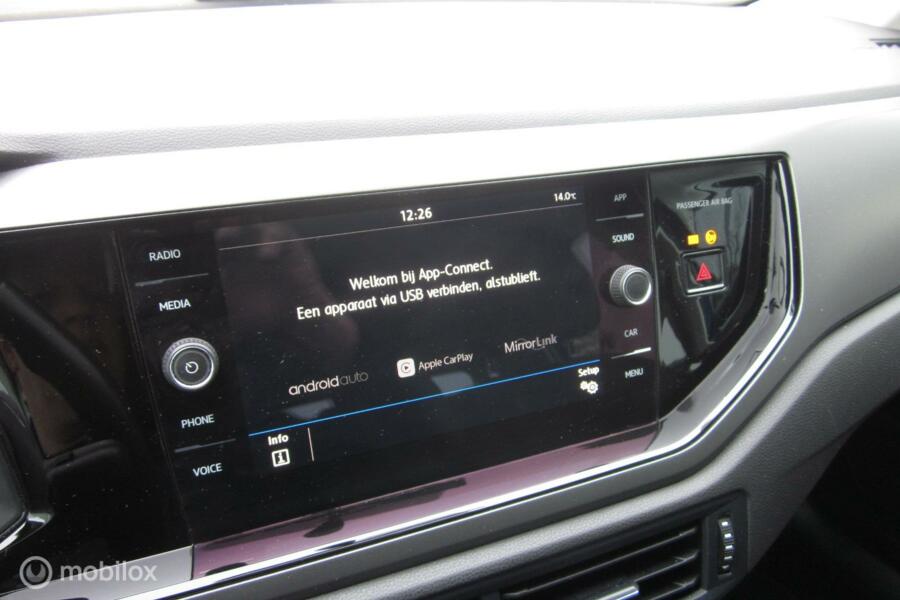 12:26
14.0°C
APP
PASSENGER AIR BAG
RADIO
SOUND
MEDIA
Welkom bij App-Connect.
Een apparaat via USB verbinden, alstublieft.
CAR
androidauto
Apple CarPlay
MirrorLink
Setup
MENU
PHONE
Info
VOICE
mobilox